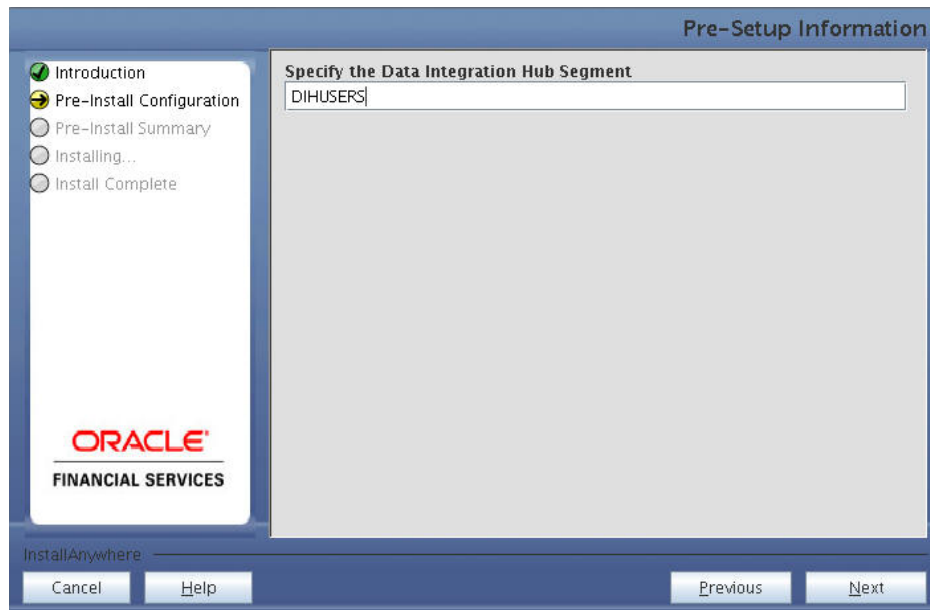 Pre-Setup Information
Introduction
Pre-Install Configuration
Pre-Install Summary
Installing...
Install Complete
Specify the Data Integration Hub Segment
DIHUSERS
ORACLE
FINANCIAL SERVICES
InstallAnywhere
Cancel
Help
Previous
Next